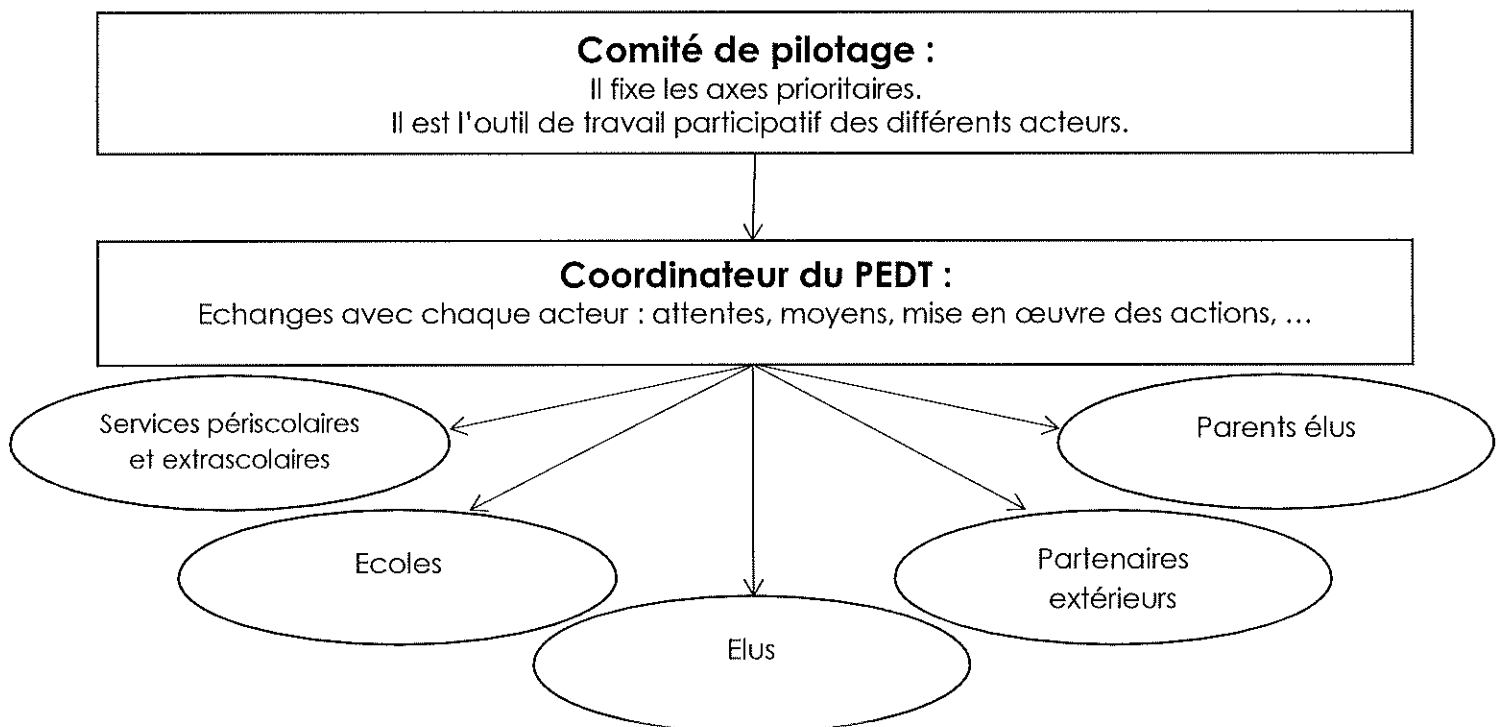 Comité de pilotage :
Il fixe les axes prioritaires.
Il est l'outil de travail participatif des différents acteurs.
Coordinateur du PEDT :
Echanges avec chaque acteur : attentes, moyens, mise en œuvre des actions, ...
Services périscolaires
et extrascolaires
Parents élus
Ecoles
Partenaires
extérieurs
Elus